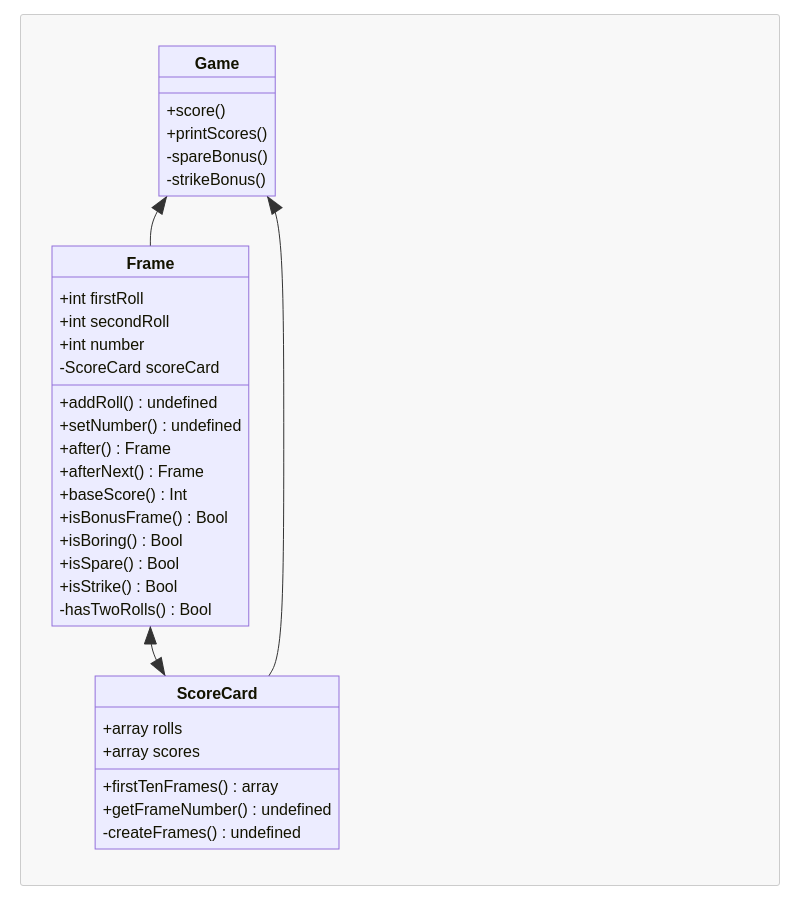 Game
+score()
+printScores()
-spareBonus()
-strikeBonus()
Frame
+int firstRoll
+int secondRoll
+int number
-ScoreCard scoreCard
+addRoll() : undefined
+setNumber() : undefined
+after() : Frame
+afterNext() : Frame
+baseScore() : Int
+isBonusFrame() : Bool
+isBoring() : Bool
+isSpare() : Bool
+isStrike() : Bool
-hasTwoRolls() : Bool
ScoreCard
+array rolls
+array scores
+firstTenFrames() : array
+getFrameNumber() : undefined
-createFrames() : undefined